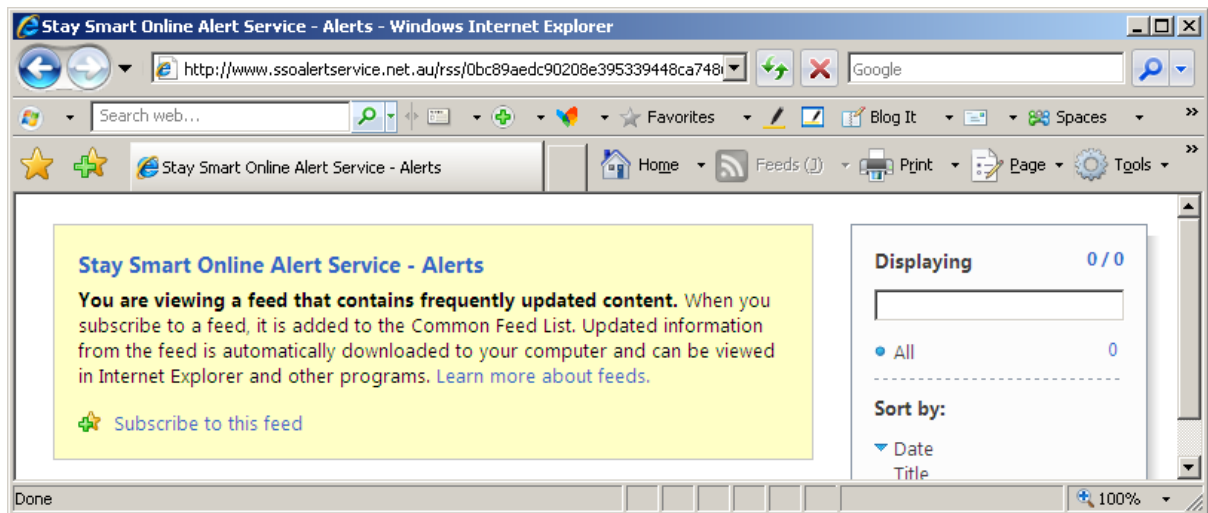 Stay Smart Online Alert Service - Alerts - Windows Internet Explorer
http://www.ssoalertservice.net.au/rss/0bc89aedc90208e395339448ca748 Google
Search web... Favorites Blog It Spaces »
Stay Smart Online Alert Service - Alerts Home Feeds (J) Print Page Tools »
Stay Smart Online Alert Service - Alerts
You are viewing a feed that contains frequently updated content. When you
subscribe to a feed, it is added to the Common Feed List. Updated information
from the feed is automatically downloaded to your computer and can be viewed
in Internet Explorer and other programs. Learn more about feeds.
Subscribe to this feed
Displaying 0 / 0
All 0
Sort by:
Date
Title
Done 100%